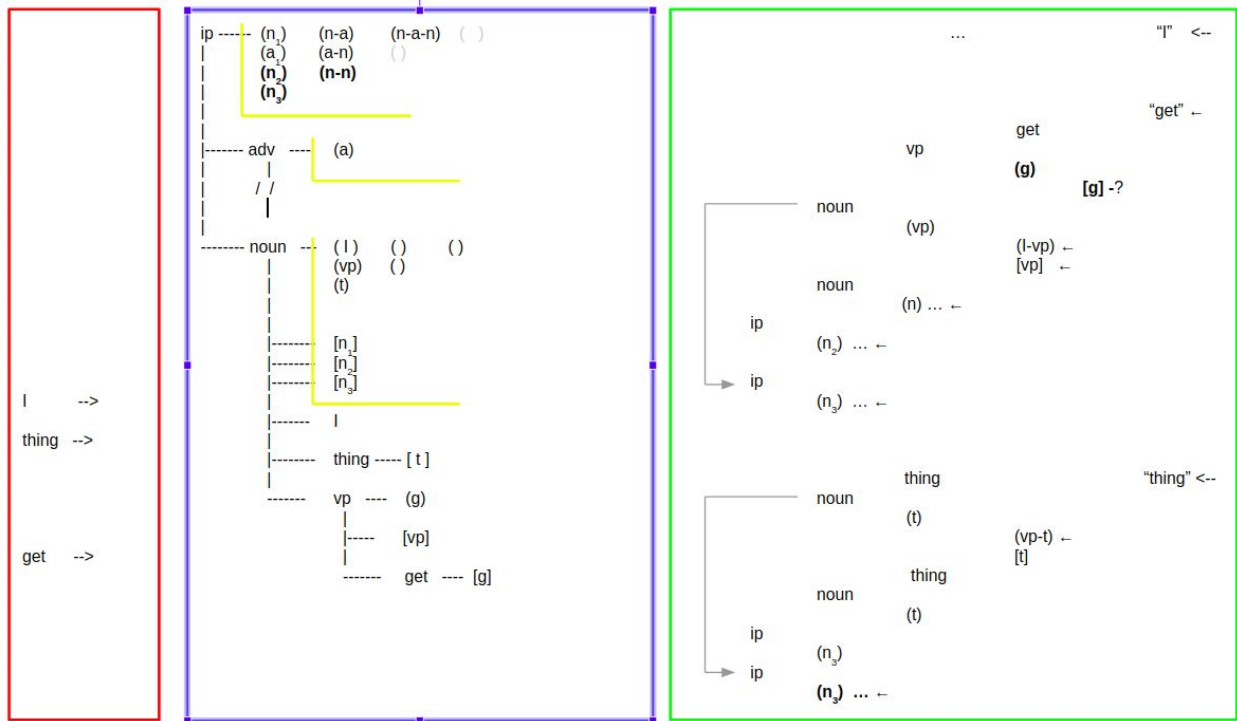 I -->
thing -->
get -->
ip ------ (n1) (n-a) (n-a-n) ( )
| (a1) (a-n) ( )
| (n2) (n-n)
| (n3)
|
|
|------- adv ---- (a)
| |
| / /
| |
|
-------- noun --- ( I ) ( ) ( )
| (vp) ( )
| (t)
|
|
|-------- [n1]
|-------- [n2]
|-------- [n3]
|
|------- I
|
|-------- thing ----- [ t ]
|
------- vp ---- (g)
|
|----- [vp]
|
------- get ---- [g]
… “I” <--
“get” ←
get
vp
(g)
[g] -?
noun
(vp)
(I-vp) ←
[vp] ←
noun
(n) … ←
ip
(n2) … ←
ip
(n3) … ←
thing “thing” <--
noun
(t)
(vp-t) ←
[t]
thing
noun
(t)
ip
(n3)
ip
(n3) … ←